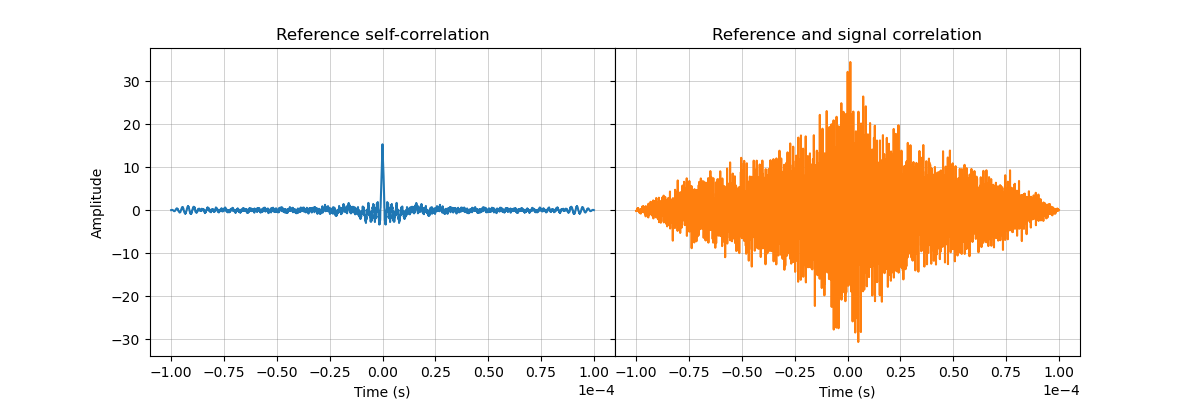 Reference self-correlation
Reference and signal correlation
Amplitude
30
20
10
0
−10
−20
−30
−1.00 −0.75 −0.50 −0.25 0.00 0.25 0.50 0.75 1.00
1e−4
Time (s)
−1.00 −0.75 −0.50 −0.25 0.00 0.25 0.50 0.75 1.00
1e−4
Time (s)